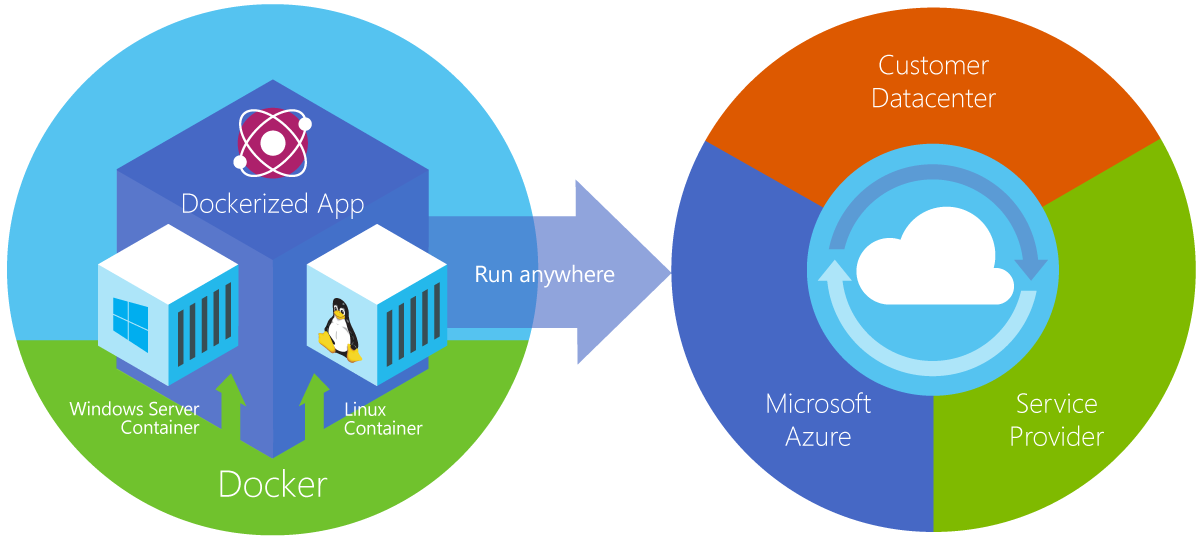 Dockerized App
Windows Server
Container
Linux
Container
Docker
Run anywhere
Customer
Datacenter
Microsoft
Azure
Service
Provider